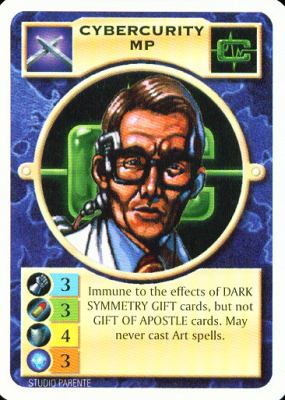 CYBERCURITY
MP
3
3
4
3
Immune to the effects of DARK
SYMMETRY GIFT cards, but not
GIFT OF APOSTLE cards. May
never cast Art spells.
STUDIO PARENTE